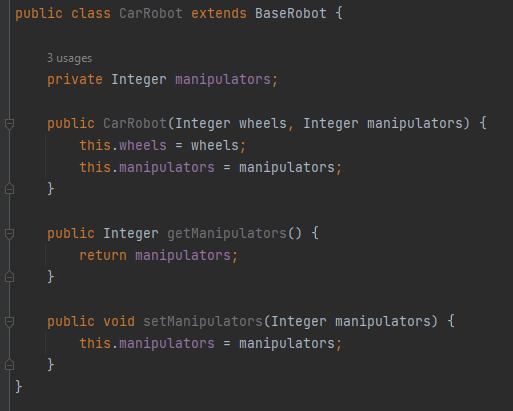 public class CarRobot extends BaseRobot {
3 usages
private Integer manipulators;
public CarRobot(Integer wheels, Integer manipulators) {
this.wheels = wheels;
this.manipulators = manipulators;
}
public Integer getManipulators() {
return manipulators;
}
public void setManipulators(Integer manipulators) {
this.manipulators = manipulators;
}
}